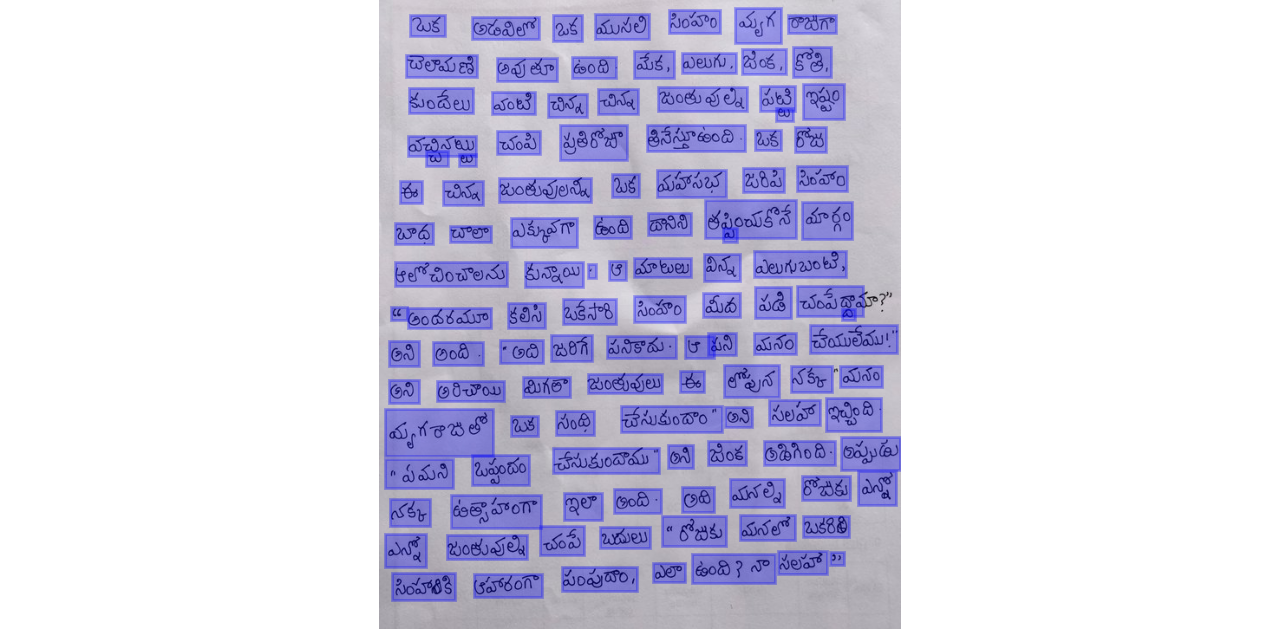 ఒక అడవిలో ఒక ముసలి సింహం మృగ రాజుగా
చెలామణి అవుతూ ఉంది. మేక, ఎలుగు, జింక, కోతి,
కుందేలు వంటి చిన్న చిన్న జంతువుల్ని పట్టి ఇష్టం
వచ్చినట్టు చంపి ప్రతిరోజూ తినేస్తూఉంది. ఒక రోజు
ఈ చిన్న జంతువులన్ని ఒక మహాసభ జరిపి సింహం
బాధ చాలా ఎక్కువగా ఉంది దానిని తప్పించుకొనే మార్గం
ఆలోచించాలను కున్నాయి. ఆ మాటలు విన్న ఎలుగుబంటి,
"అందరమూ కలిసి ఒకేసారి సింహం మీద పడి చంపేద్దామా?"
అని అంది. "అది జరిగే పనికాదు. ఆ పని మనం చేయలేము!"
అని అరిచాయి మిగతా జంతువులు ఈ లోపున నక్క "మనం
మృగరాజుతో ఒక సంధి చేసుకుందాం" అని సలహా ఇచ్చింది.
"ఏమని ఒప్పందం చేసుకుందాము" అని జింక అడిగింది. అప్పుడు
నక్క ఉత్సాహంగా ఇలా అంది. అది మనల్ని రోజుకు ఎన్నో
ఎన్నో జంతువుల్ని చంపే బదులు "రోజుకు మనలో ఒకరిని
సింహానికి ఆహారంగా పంపుదాం, ఎలా ఉంది? నా సలహా"